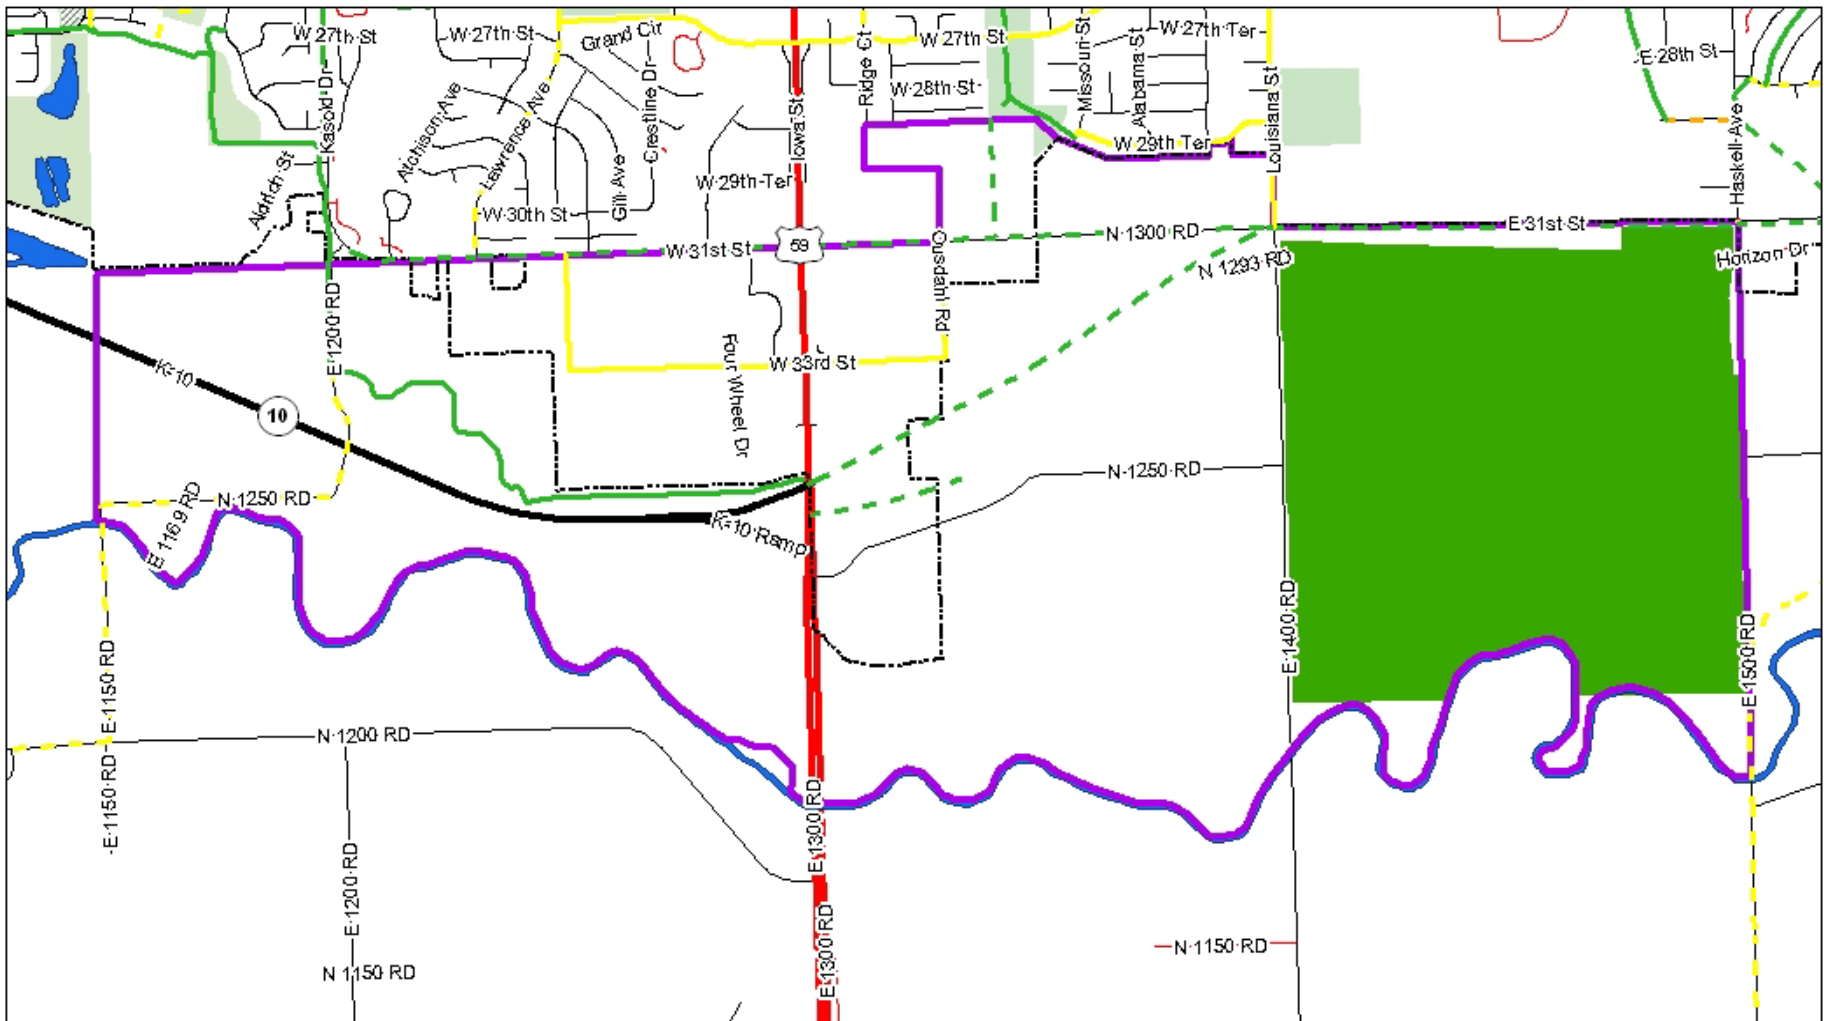 W 27th St
W 27th St
Grand Cir
W 27th St
W 27th Ter
E 28th St
Kasold Dr
Atchison Ave
Lawrence Ave
Crestline Dr
Iowa St
Ridge Ct
W 28th St
Missouri St
Alabama St
Louisiana St
Haskell Ave
W 29th Ter
W 29th Ter
Aldrich St
W 30th St
Gill Ave
W 31st St
59
Ousdahl Rd
N 1300 RD
E 31st St
N 1293 RD
Horizon Dr
E 1200 RD
Four Wheel Dr
W 33rd St
K-10
10
N 1250 RD
N 1250 RD
E 1169 RD
K-10 Ramp
E 1400 RD
E 1500 RD
E 1150 RD
E 1150 RD
N 1200 RD
E 1300 RD
E 1200 RD
E 1300 RD
N 1150 RD
N 1150 RD